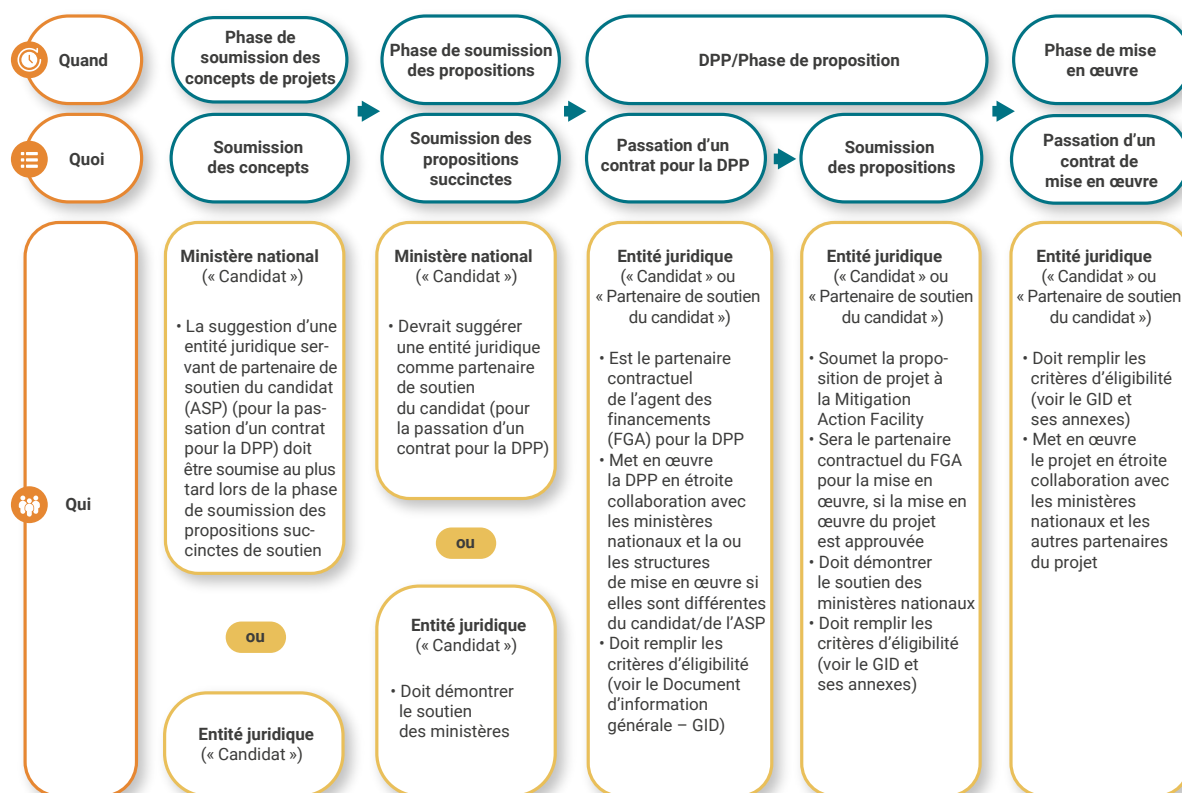 Quand
Phase de
soumission des
concepts de projets
Phase de soumission
des propositions
DPP/Phase de proposition
Phase de mise
en œuvre
Quoi
Soumission
des concepts
Soumission des
propositions
succinctes
Passation d’un
contrat pour la DPP
Soumission
des propositions
Passation d’un
contrat de
mise en œuvre
Qui
Ministère national
(« Candidat »)
• La suggestion d’une
entité juridique ser-
vant de partenaire de
soutien du candidat
(ASP) (pour la pas-
sation d’un contrat
pour la DPP) doit
être soumise au plus
tard lors de la phase
de soumission des
propositions suc-
cinctes de soutien
ou
Entité juridique
(« Candidat »)
Ministère national
(« Candidat »)
• Devrait suggérer
une entité juridique
comme partenaire
de soutien
du candidat (pour
la passation d’un
contrat pour la DPP)
ou
Entité juridique
(« Candidat »)
• Doit démontrer
le soutien
des ministères
Entité juridique
(« Candidat » ou
« Partenaire de soutien
du candidat »)
• Est le partenaire
contractuel
de l’agent des
financements
(FGA) pour la DPP
• Met en œuvre
la DPP en étroite
collaboration avec
les ministères
nationaux et la ou
les structures
de mise en œuvre si
elles sont différentes
du candidat/de l’ASP
• Doit remplir les
critères d’éligibilité
(voir le Document
d’information
générale – GID)
Entité juridique
(« Candidat » ou
« Partenaire de soutien
du candidat »)
• Soumet la propo-
sition de projet à
la Mitigation
Action Facility
• Sera le partenaire
contractuel du FGA
pour la mise en
œuvre, si la mise en
œuvre du projet
est approuvée
• Doit démontrer
le soutien des
ministères nationaux
• Doit remplir les
critères d’éligibilité
(voir le GID et
ses annexes)
Entité juridique
(« Candidat » ou
« Partenaire de soutien
du candidat »)
• Doit remplir les
critères d’éligibilité
(voir le GID et
ses annexes)
• Met en œuvre
le projet en étroite
collaboration avec
les ministères
nationaux et les
autres partenaires
du projet